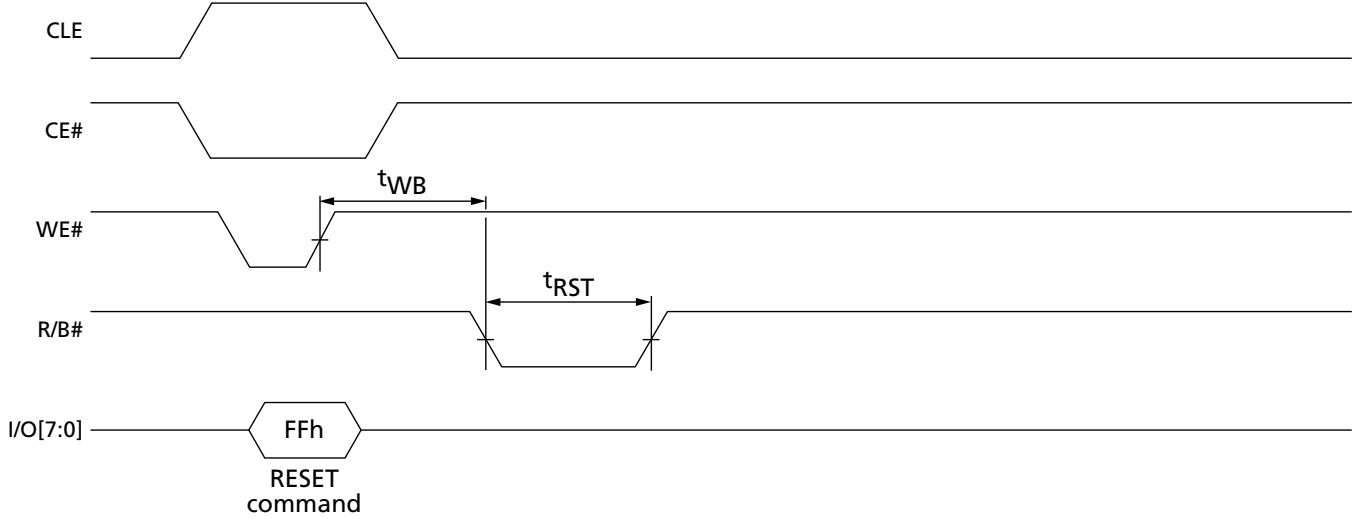 CLE
CE#
tWB
WE#
tRST
R/B#
I/O[7:0]
FFh
RESET
command